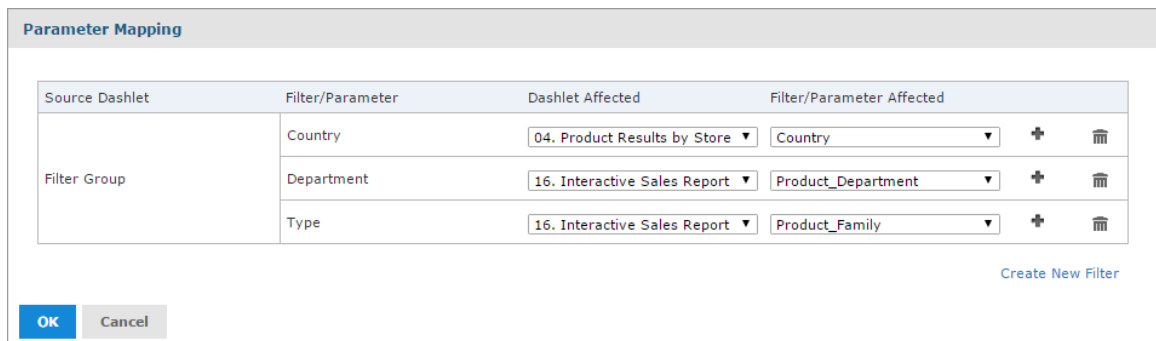 Parameter Mapping
Source Dashlet Filter/Parameter Dashlet Affected Filter/Parameter Affected
Country 04. Product Results by Store Country
Filter Group Department 16. Interactive Sales Report Product_Department
Type 16. Interactive Sales Report Product_Family
Create New Filter
OK Cancel